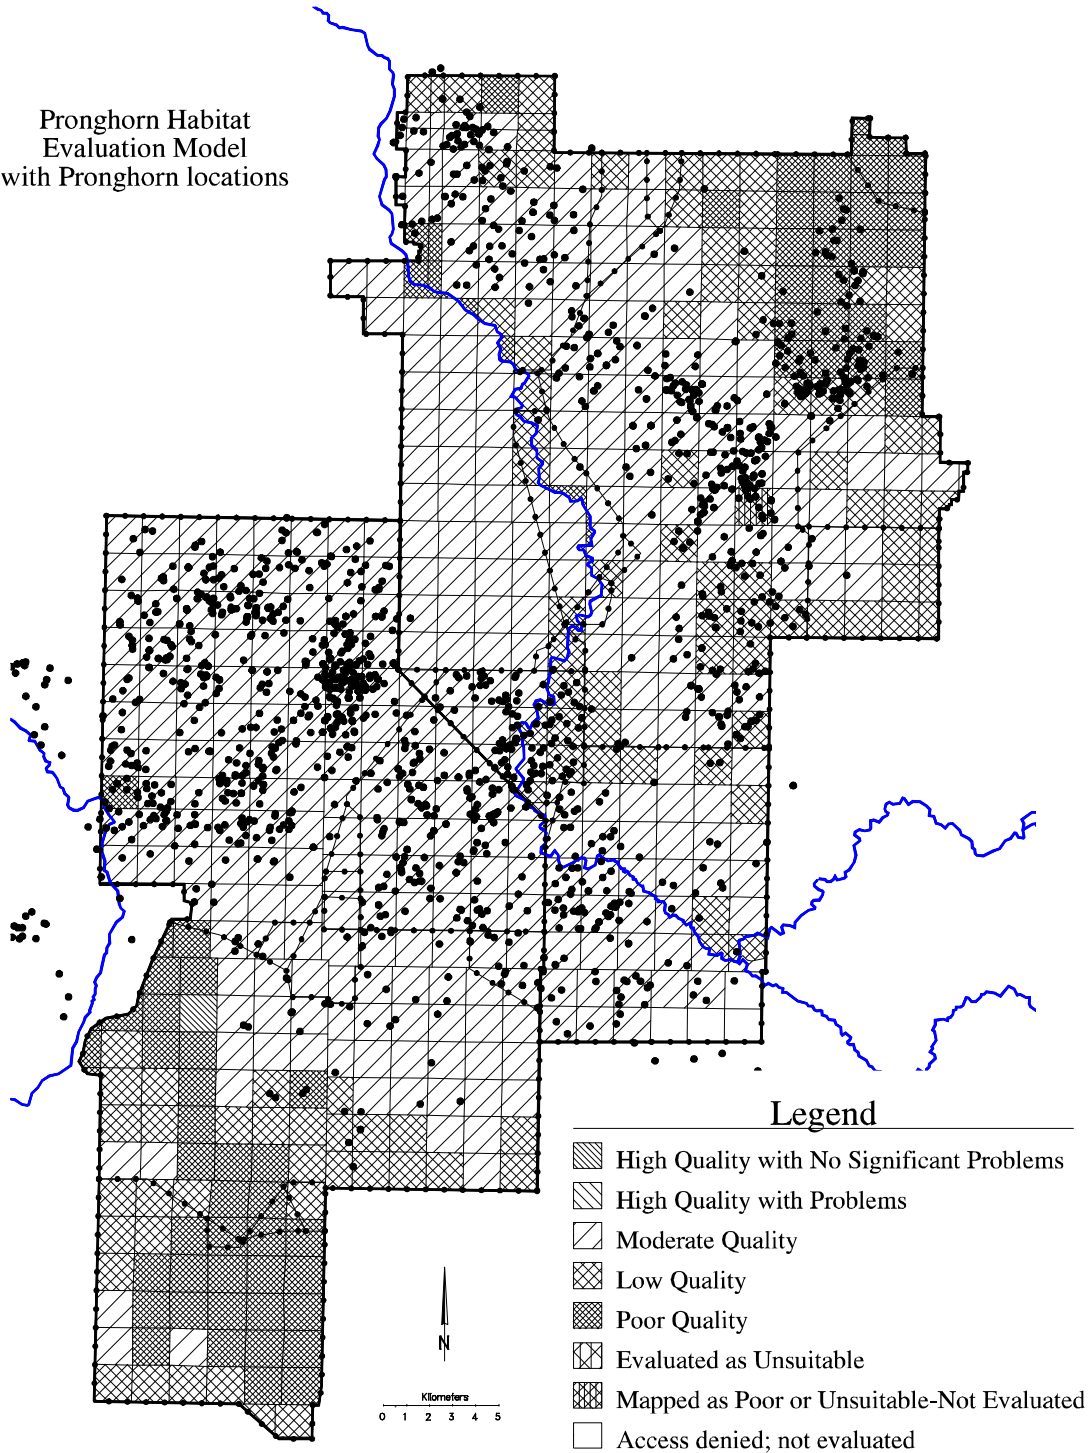 Pronghorn Habitat
Evaluation Model
with Pronghorn locations
Legend
High Quality with No Significant Problems
High Quality with Problems
Moderate Quality
Low Quality
Poor Quality
Evaluated as Unsuitable
Mapped as Poor or Unsuitable-Not Evaluated
Access denied; not evaluated
N
Kilometers
0 1 2 3 4 5